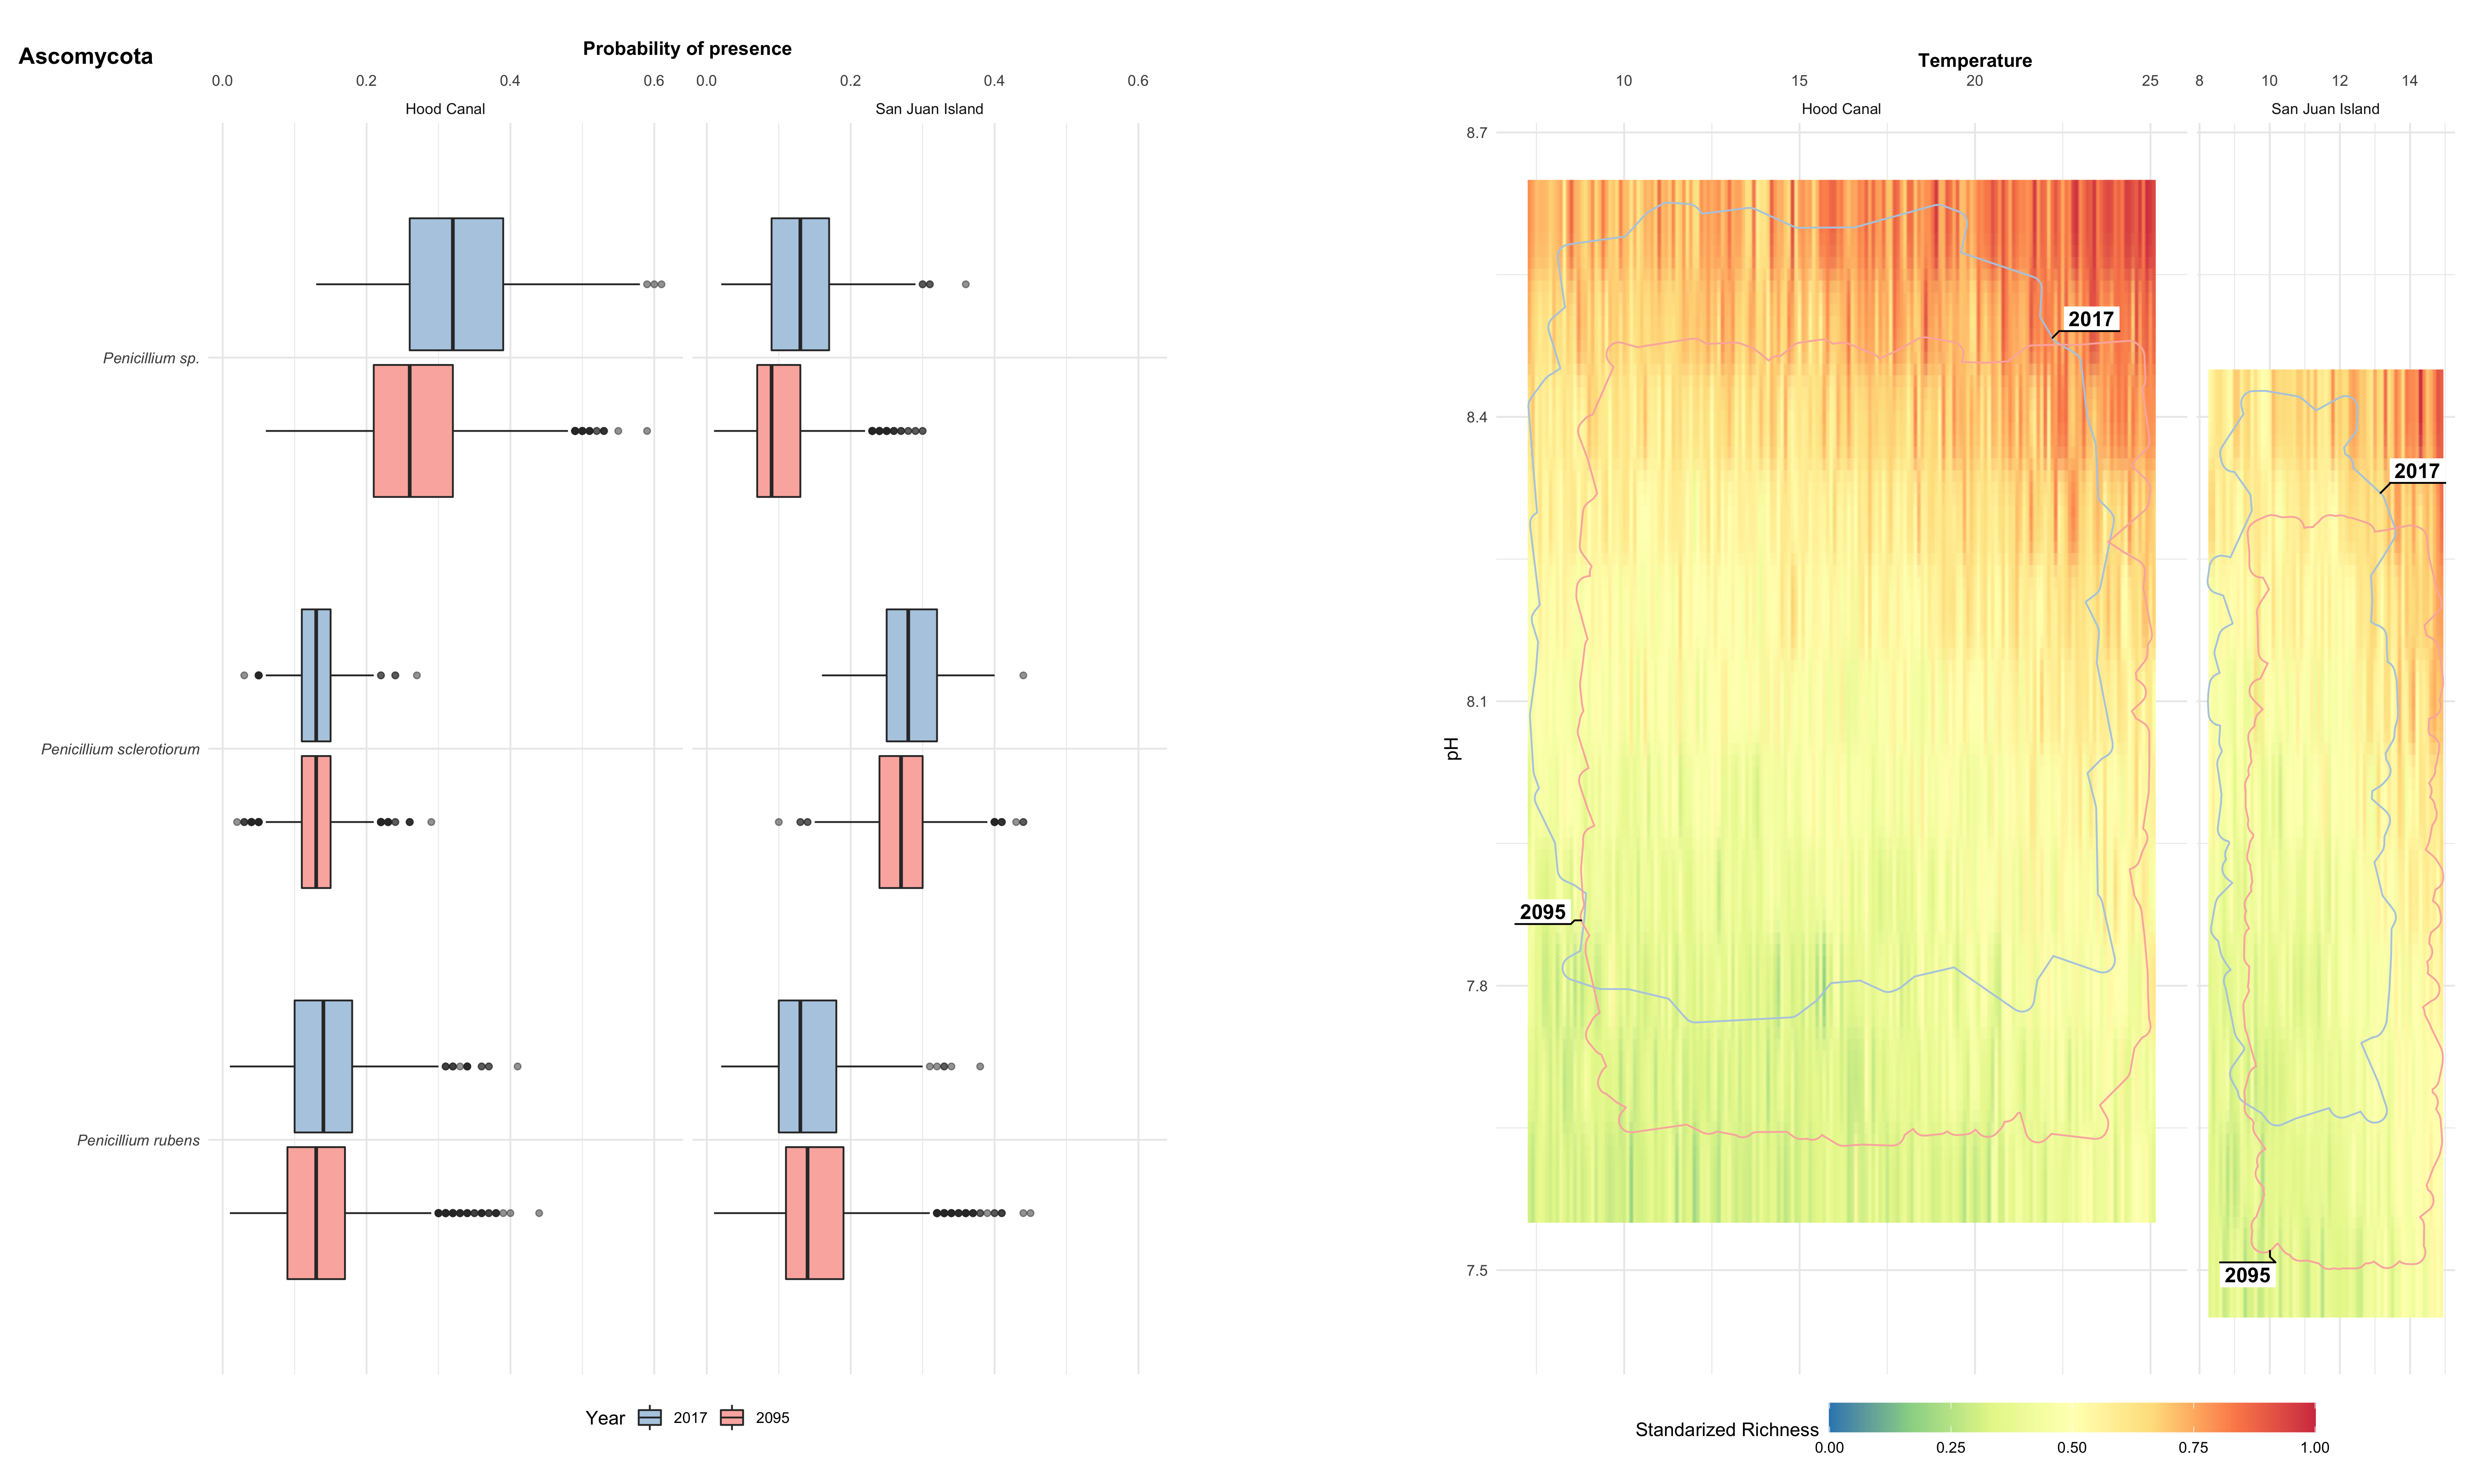 Ascomycota
Probability of presence
0.0 0.2 0.4 0.6 0.0 0.2 0.4 0.6
Hood Canal San Juan Island
Penicillium sp.
Penicillium sclerotiorum
Penicillium rubens
Year 2017 2095
Temperature
10 15 20 25 8 10 12 14
Hood Canal San Juan Island
pH
8.7
8.4
8.1
7.8
7.5
2017
2017
2095
2095
Standarized Richness
0.00 0.25 0.50 0.75 1.00